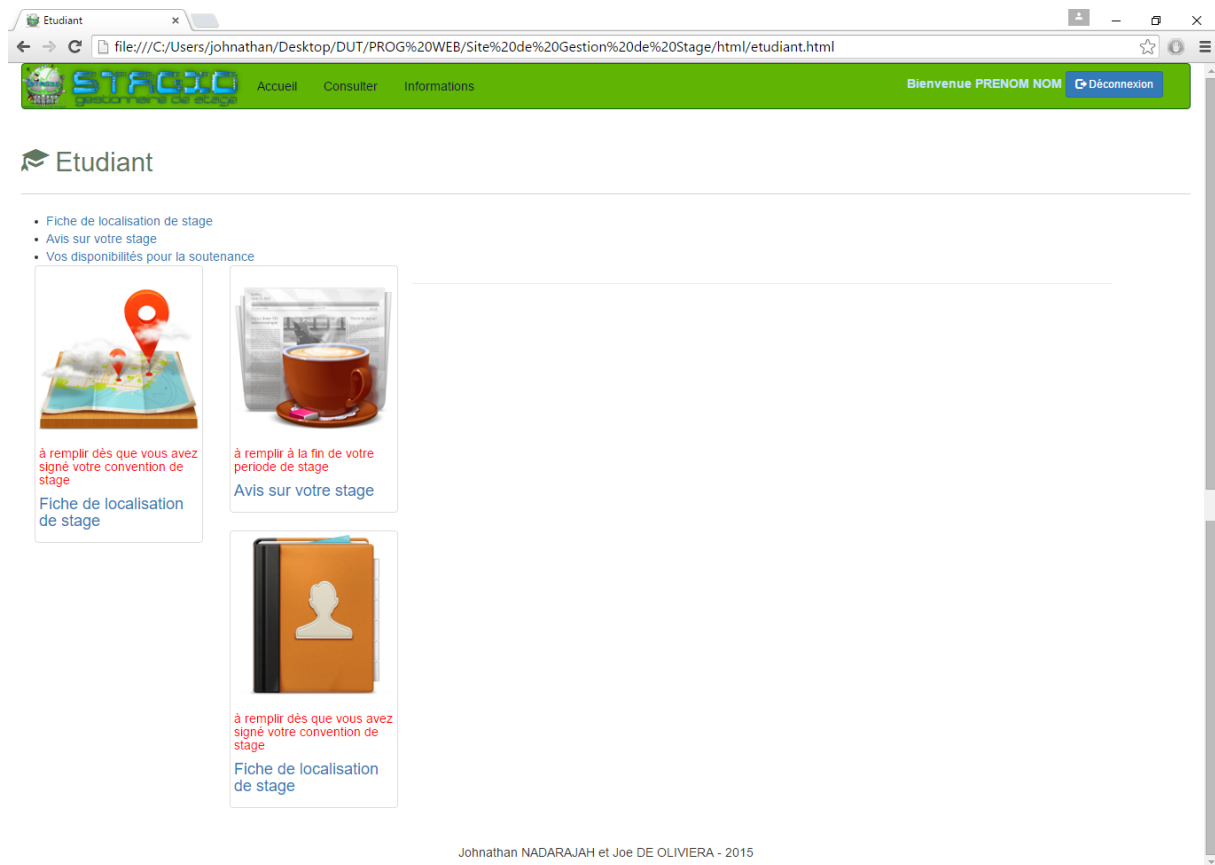 Etudiant
file:///C:/Users/johnathan/Desktop/DUT/PROG%20WEB/Site%20de%20Gestion%20de%20Stage/html/etudiant.html
STAGIO
gestionnaire de stage
Accueil Consulter Informations
Bienvenue PRENOM NOM Déconnexion
Etudiant
Fiche de localisation de stage
Avis sur votre stage
Vos disponibilités pour la soutenance
à remplir dès que vous avez
signé votre convention de
stage
Fiche de localisation
de stage
à remplir à la fin de votre
periode de stage
Avis sur votre stage
à remplir dès que vous avez
signé votre convention de
stage
Fiche de localisation
de stage
Johnathan NADARAJAH et Joe DE OLIVIERA - 2015